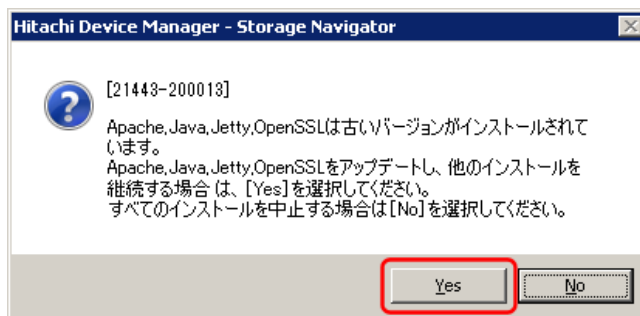 Hitachi Device Manager - Storage Navigator
[21443-200013]
Apache,Java,Jetty,OpenSSLは古いバージョンがインストールされて
います。
Apache,Java,Jetty,OpenSSLをアップデートし、他のインストールを
継続する場合 は、[Yes]を選択してください。
すべてのインストールを中止する場合は[No]を選択してください。
Yes
No